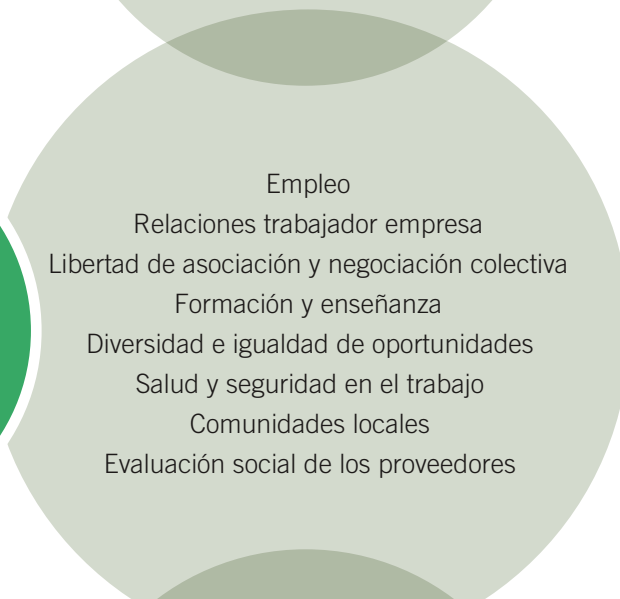 Empleo
Relaciones trabajador empresa
Libertad de asociación y negociación colectiva
Formación y enseñanza
Diversidad e igualdad de oportunidades
Salud y seguridad en el trabajo
Comunidades locales
Evaluación social de los proveedores